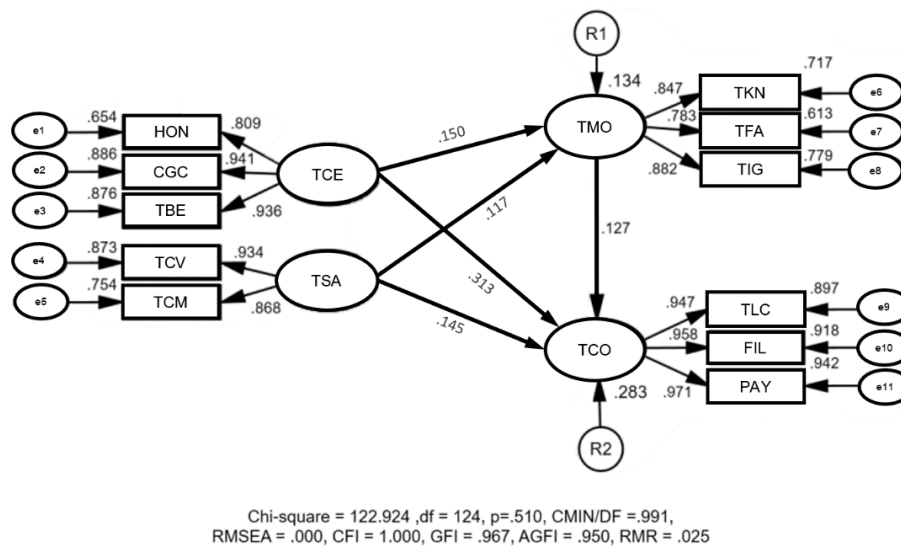 R1
.134
.717
.847
TKN
e6
TMO
.783
.613
TFA
e7
.882
.779
TIG
e8
.654
.809
e1
HON
.150
.886
.941
e2
CGC
TCE
.876
.936
e3
TBE
.117
.127
.873
.934
e4
TCV
TSA
.313
.754
.868
e5
TCM
.145
.947
.897
TLC
e9
TCO
.958
.918
FIL
e10
.283
.971
.942
PAY
e11
R2
Chi-square = 122.924 ,df = 124, p=.510, CMIN/DF =.991,
RMSEA = .000, CFI = 1.000, GFI = .967, AGFI = .950, RMR = .025